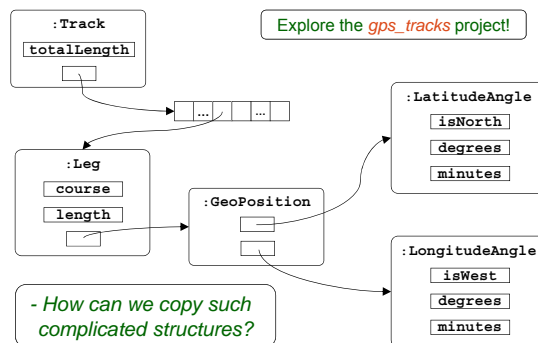 :Track
totalLength
Explore the gps_tracks project!
... ...
:LatitudeAngle
isNorth
degrees
minutes
:Leg
course
length
:GeoPosition
:LongitudeAngle
isWest
degrees
minutes
- How can we copy such
complicated structures?